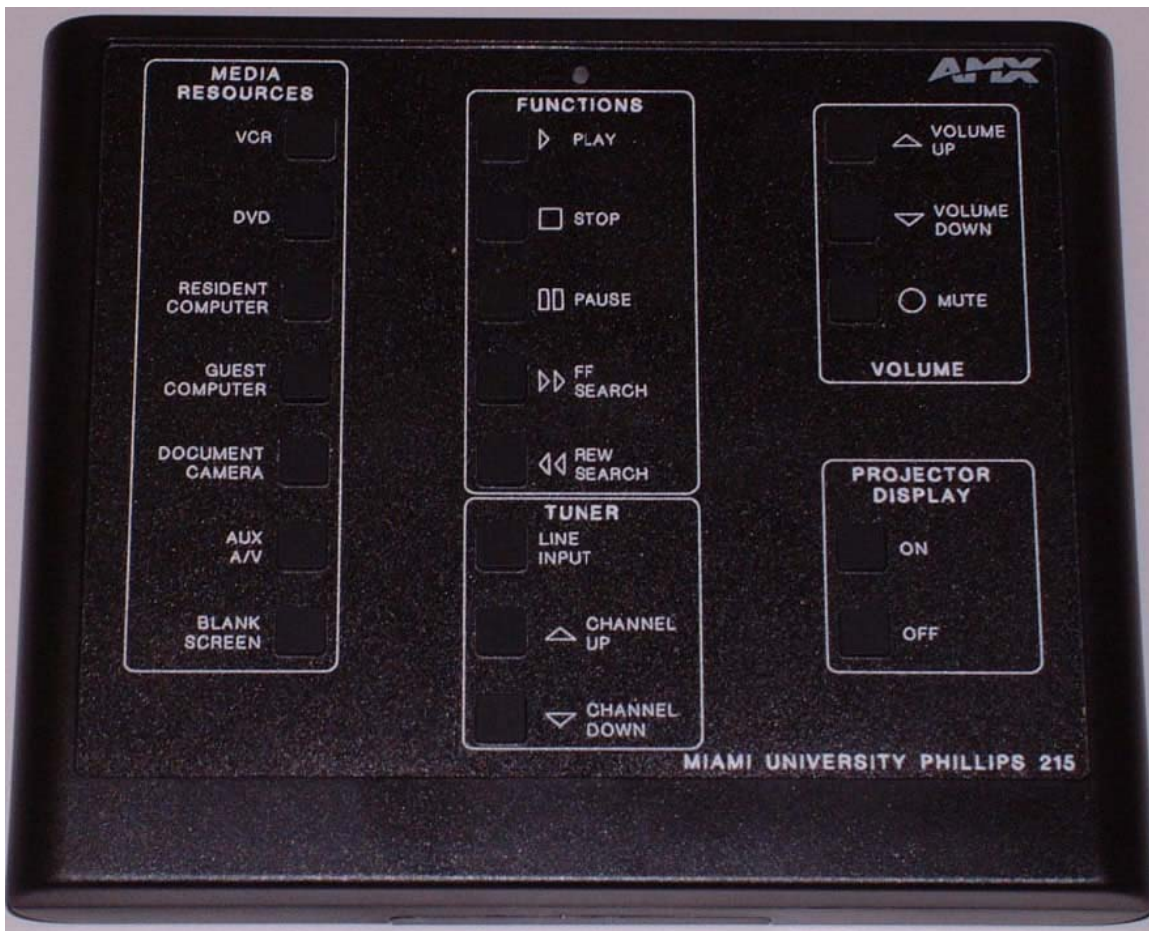 MEDIA
RESOURCES
VCR
DVD
RESIDENT
COMPUTER
GUEST
COMPUTER
DOCUMENT
CAMERA
AUX
A/V
BLANK
SCREEN
FUNCTIONS
PLAY
STOP
PAUSE
FF
SEARCH
REW
SEARCH
TUNER
LINE
INPUT
CHANNEL
UP
CHANNEL
DOWN
AMX
VOLUME
UP
VOLUME
DOWN
MUTE
VOLUME
PROJECTOR
DISPLAY
ON
OFF
MIAMI UNIVERSITY PHILLIPS 215